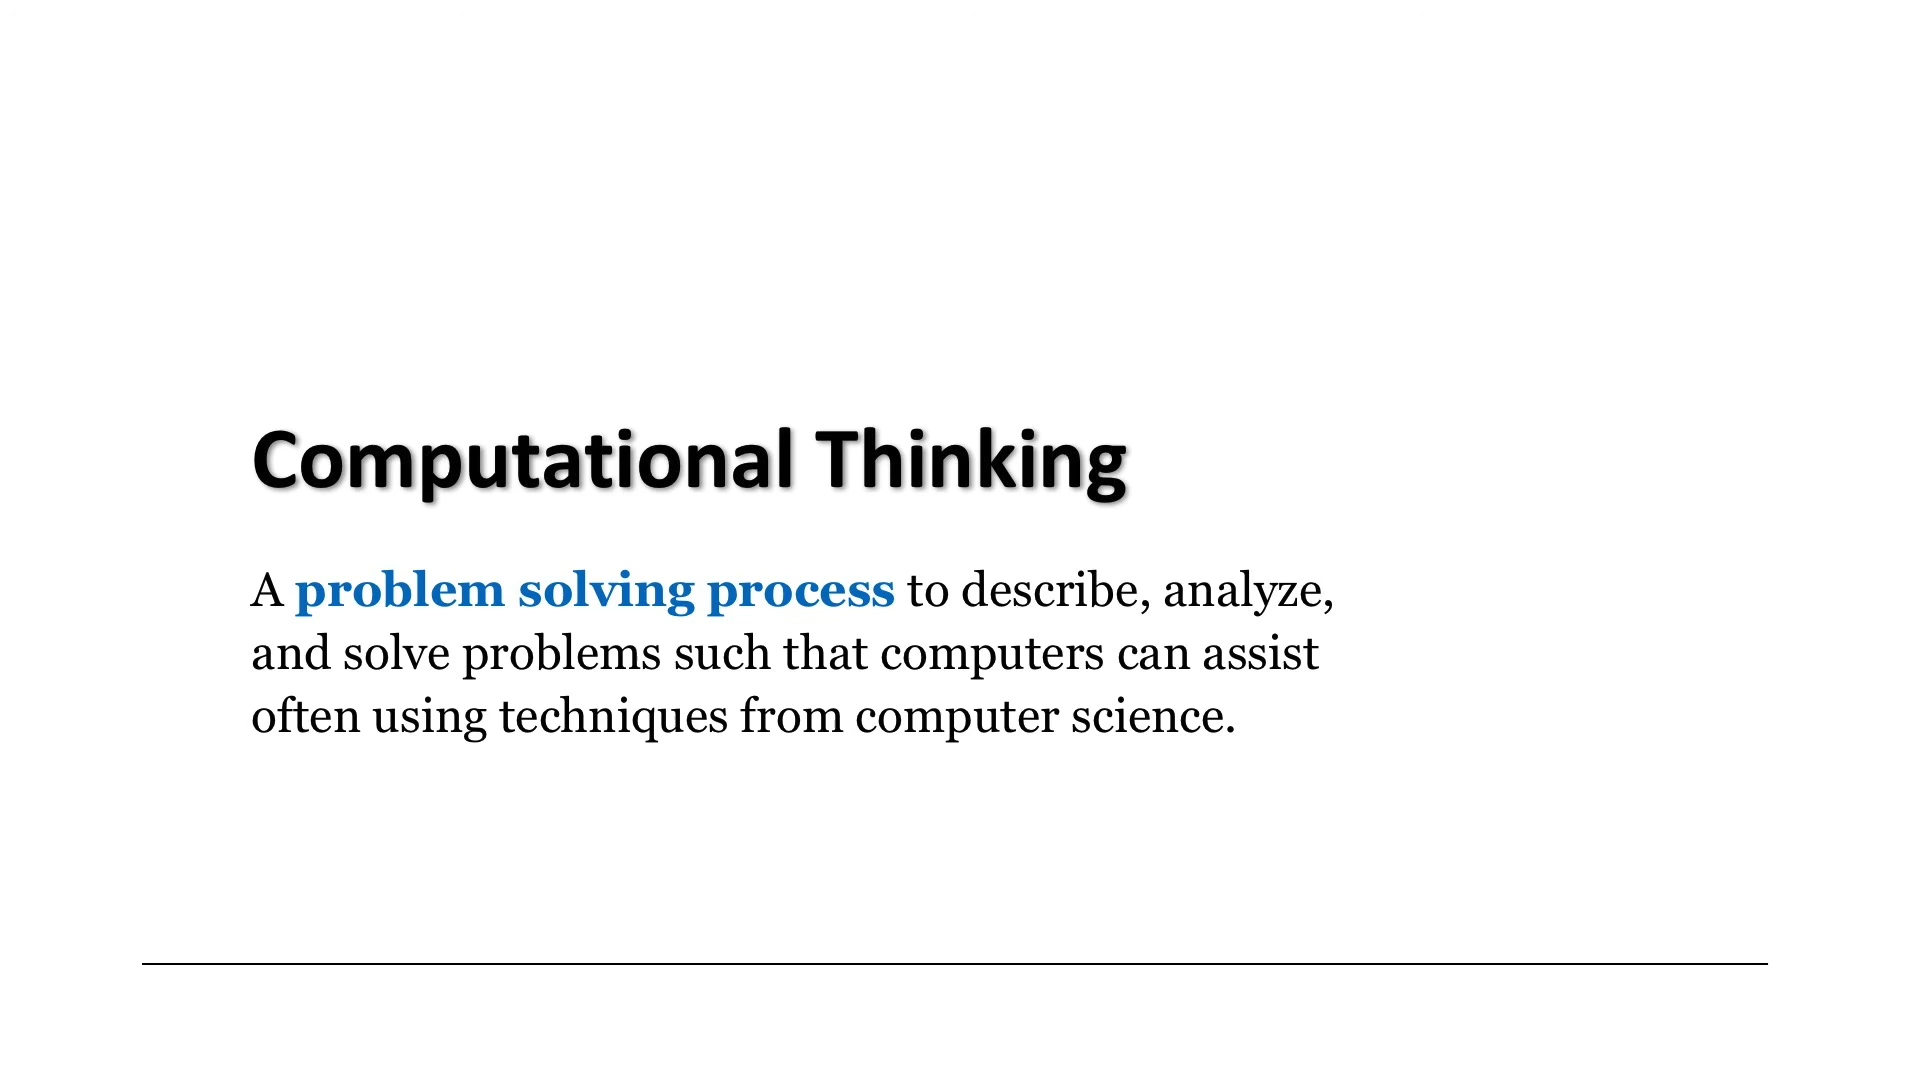 Computational Thinking
A problem solving process to describe, analyze,
and solve problems such that computers can assist
often using techniques from computer science.